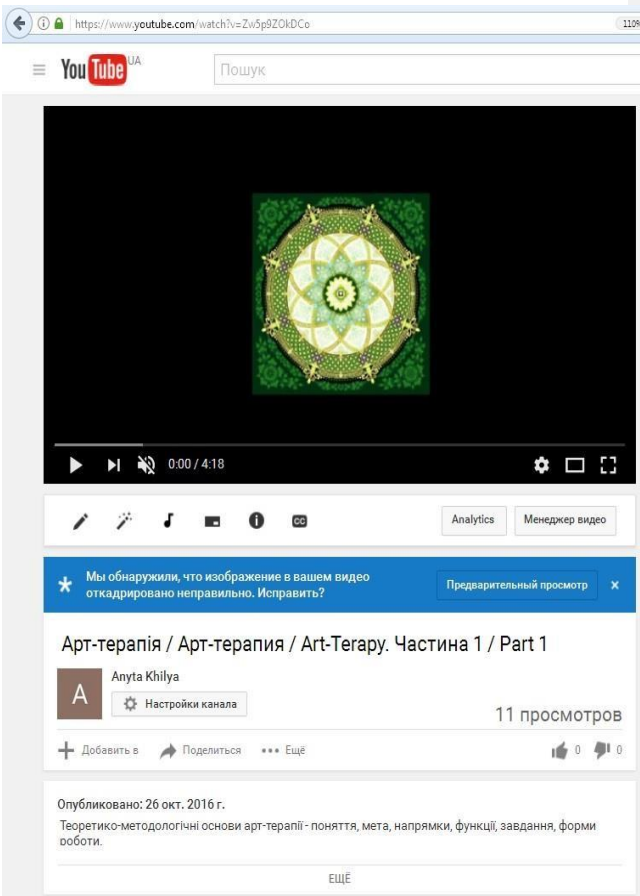 https://www.youtube.com/watch?v=Zw5p9ZOkDCo
110%
YouTube UA
Пошук
0:00 / 4:18
CC
Analytics
Менеджер видео
Мы обнаружили, что изображение в вашем видео
откадрировано неправильно. Исправить?
Предварительный просмотр
Арт-терапія / Арт-терапия / Art-Terapy. Частина 1 / Part 1
A
Anyta Khilya
Настройки канала
11 просмотров
Добавить в
Поделиться
Ещё
0
0
Опубликовано: 26 окт. 2016 г.
Теоретико-методологічні основи арт-терапії - поняття, мета, напрямки, функції, завдання, форми
роботи.
ЕЩЁ